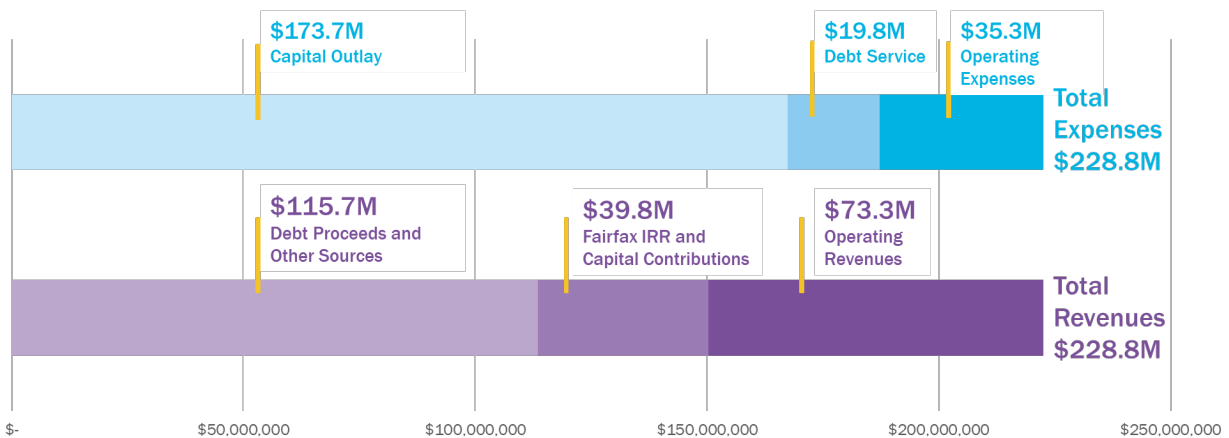 $173.7M
Capital Outlay
$19.8M
Debt Service
$35.3M
Operating
Expenses
Total
Expenses
$228.8M
$115.7M
Debt Proceeds and
Other Sources
$39.8M
Fairfax IRR and
Capital Contributions
$73.3M
Operating
Revenues
Total
Revenues
$228.8M
$-
$50,000,000
$100,000,000
$150,000,000
$200,000,000
$250,000,000